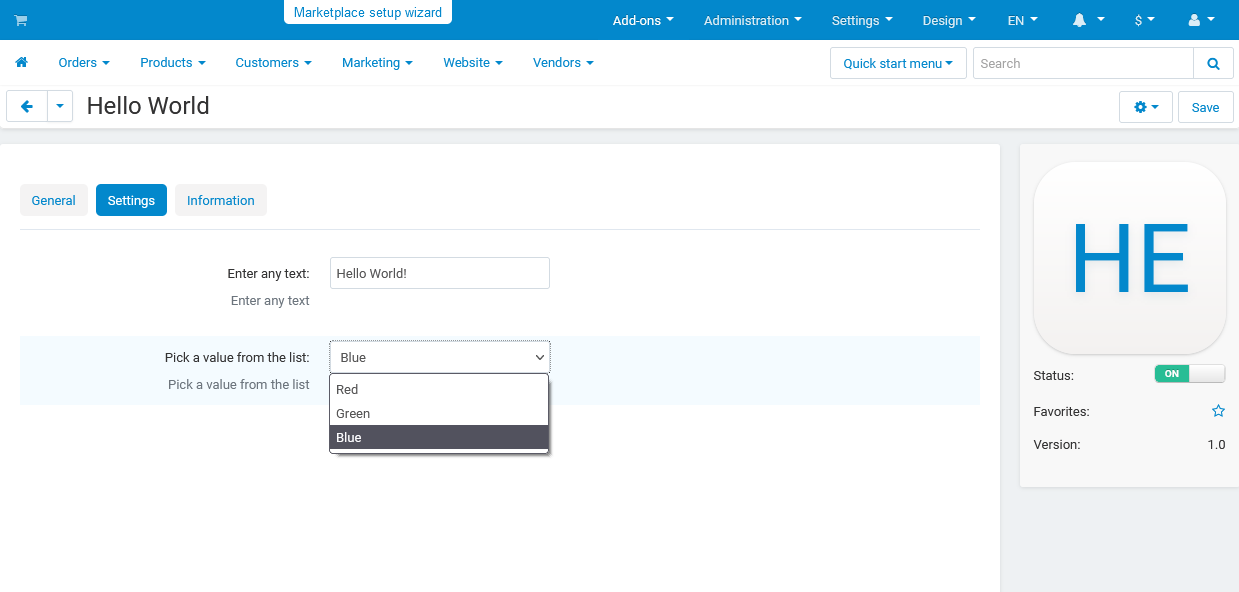 Marketplace setup wizard
Add-ons Administration Settings Design EN $
Orders Products Customers Marketing Website Vendors Quick start menu Search
Hello World Save
General Settings Information
Enter any text: Hello World!
Enter any text
Pick a value from the list: Blue
Pick a value from the list
Red
Green
Blue
HE
Status: ON
Favorites:
Version: 1.0